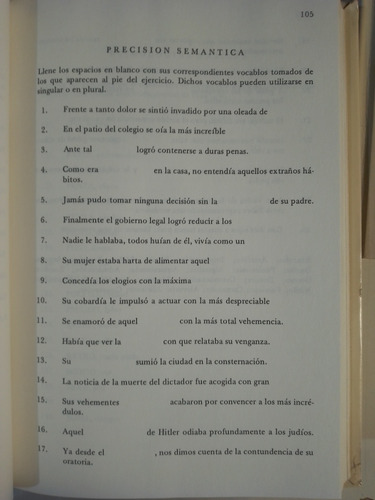 105
PRECISION SEMANTICA
Llene los espacios en blanco con sus correspondientes vocablos tomados de
los que aparecen al pie del ejercicio. Dichos vocablos pueden utilizarse en
singular o en plural.
1. Frente a tanto dolor se sintió invadido por una oleada de
2. En el patio del colegio se oía la más increíble
3. Ante tal logró contenerse a duras penas.
4. Como era en la casa, no entendía aquellos extraños há-
bitos.
5. Jamás pudo tomar ninguna decisión sin la de su padre.
6. Finalmente el gobierno legal logró reducir a los
7. Nadie le hablaba, todos huían de él, vivía como un
8. Su mujer estaba harta de alimentar aquel
9. Concedía los elogios con la máxima
10. Su cobardía le impulsó a actuar con la más despreciable
11. Se enamoró de aquel con la más total vehemencia.
12. Había que ver la con que relataba su venganza.
13. Su sumió la ciudad en la consternación.
14. La noticia de la muerte del dictador fue acogida con gran
15. Sus vehementes acabaron por convencer a los más incré-
dulos.
16. Aquel de Hitler odiaba profundamente a los judíos.
17. Ya desde el , nos dimos cuenta de la contundencia de su
oratoria.